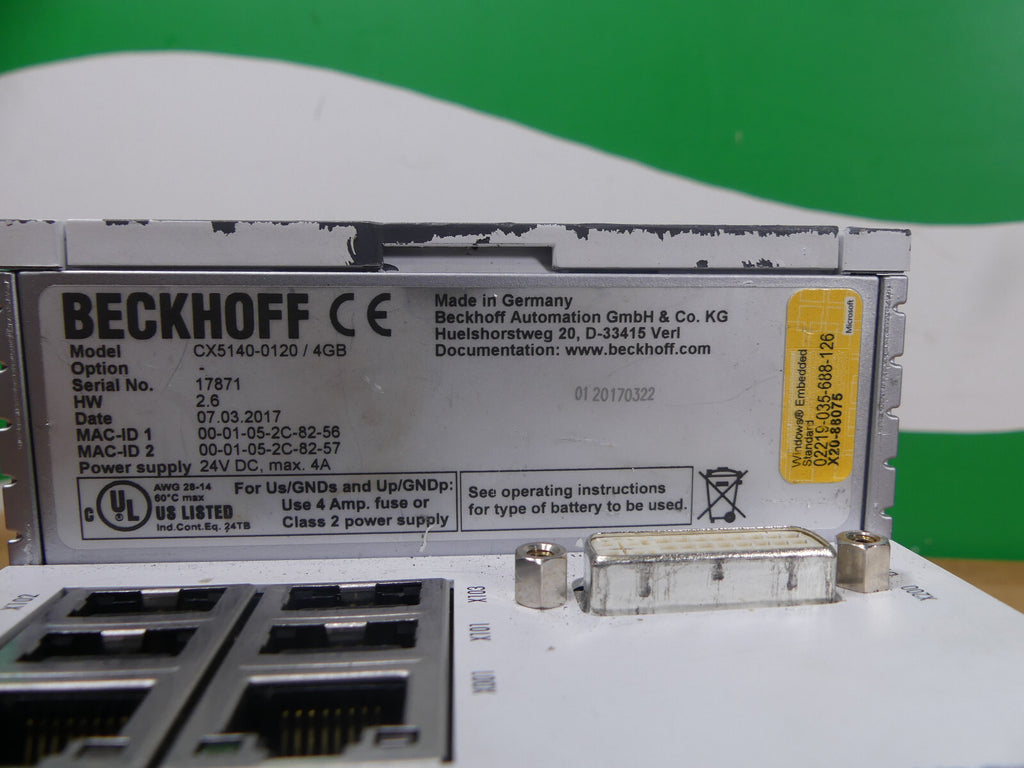 BECKHOFF CE
Model CX5140-0120 / 4GB
Option -
Serial No. 17871
HW 2.6
Date 07.03.2017
MAC-ID 1 00-01-05-2C-82-56
MAC-ID 2 00-01-05-2C-82-57
Power supply 24V DC, max. 4A
Made in Germany
Beckhoff Automation GmbH & Co. KG
Huelshorstweg 20, D-33415 Verl
Documentation: www.beckhoff.com
01 20170322
Microsoft
Windows® Embedded
Standard
02219-035-688-126
X20-88075
c UL
AWG 28-14
60°C max
US LISTED
Ind.Cont.Eq. 24TB
For Us/GNDs and Up/GNDp:
Use 4 Amp. fuse or
Class 2 power supply
See operating instructions
for type of battery to be used.
X102
X100
X101
X000
X200